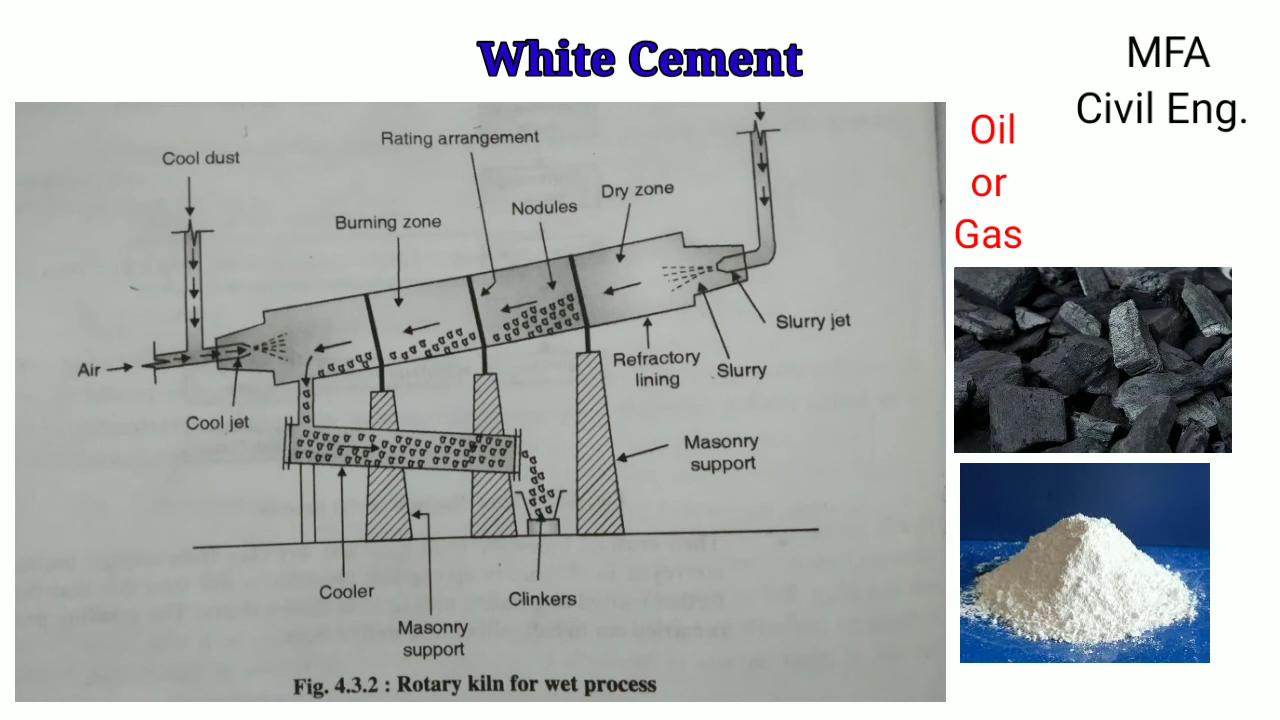 White Cement
MFA
Civil Eng.
Oil
or
Gas
Rating arrangement
Cool dust
Dry zone
Nodules
Burning zone
Slurry jet
Air
Refractory
lining
Slurry
Cool jet
Masonry
support
Cooler
Clinkers
Masonry
support
Fig. 4.3.2 : Rotary kiln for wet process